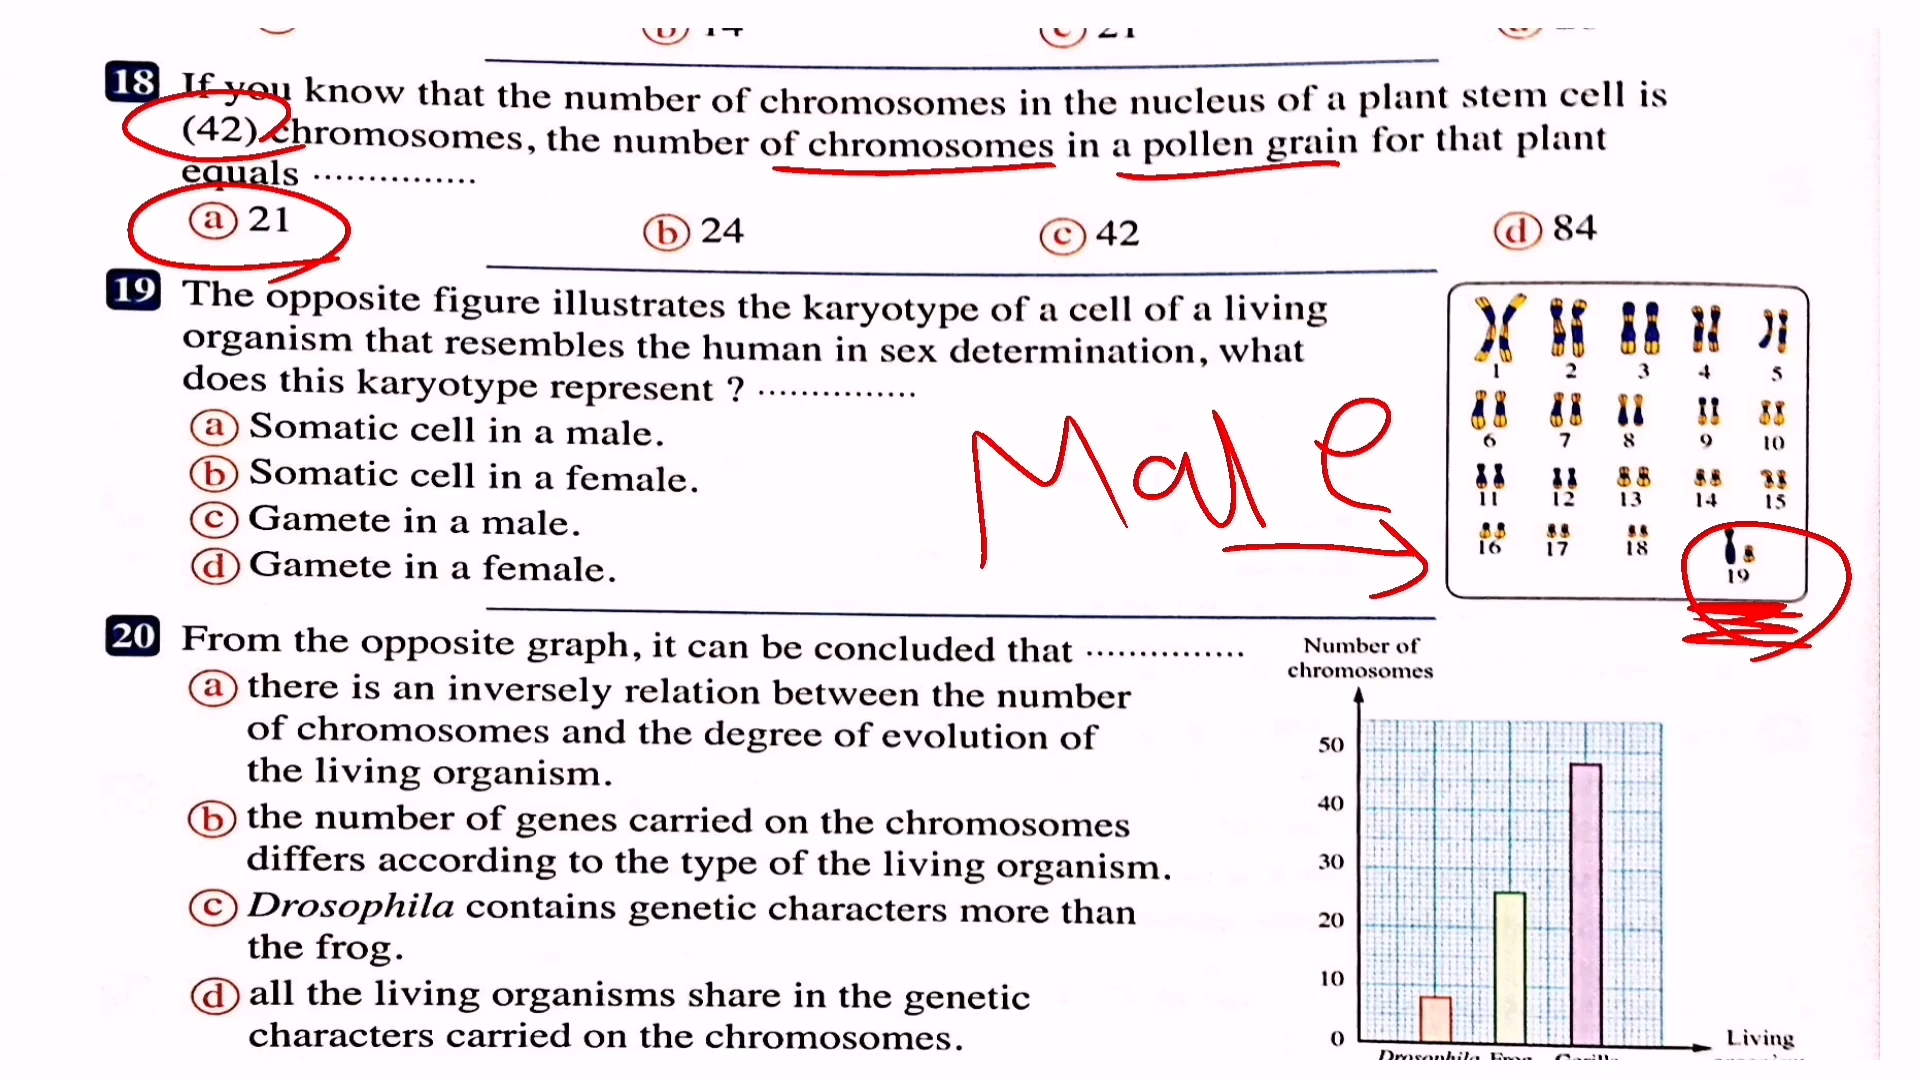 18 If you know that the number of chromosomes in the nucleus of a plant stem cell is
(42) chromosomes, the number of chromosomes in a pollen grain for that plant
equals ...............
a 21 b 24 c 42 d 84
19 The opposite figure illustrates the karyotype of a cell of a living
organism that resembles the human in sex determination, what
does this karyotype represent ? ...............
a Somatic cell in a male.
b Somatic cell in a female.
c Gamete in a male.
d Gamete in a female.
Male
1 2 3 4 5
6 7 8 9 10
11 12 13 14 15
16 17 18 19
20 From the opposite graph, it can be concluded that ...............
a there is an inversely relation between the number
of chromosomes and the degree of evolution of
the living organism.
b the number of genes carried on the chromosomes
differs according to the type of the living organism.
c Drosophila contains genetic characters more than
the frog.
d all the living organisms share in the genetic
characters carried on the chromosomes.
Number of
chromosomes
50
40
30
20
10
0
Living